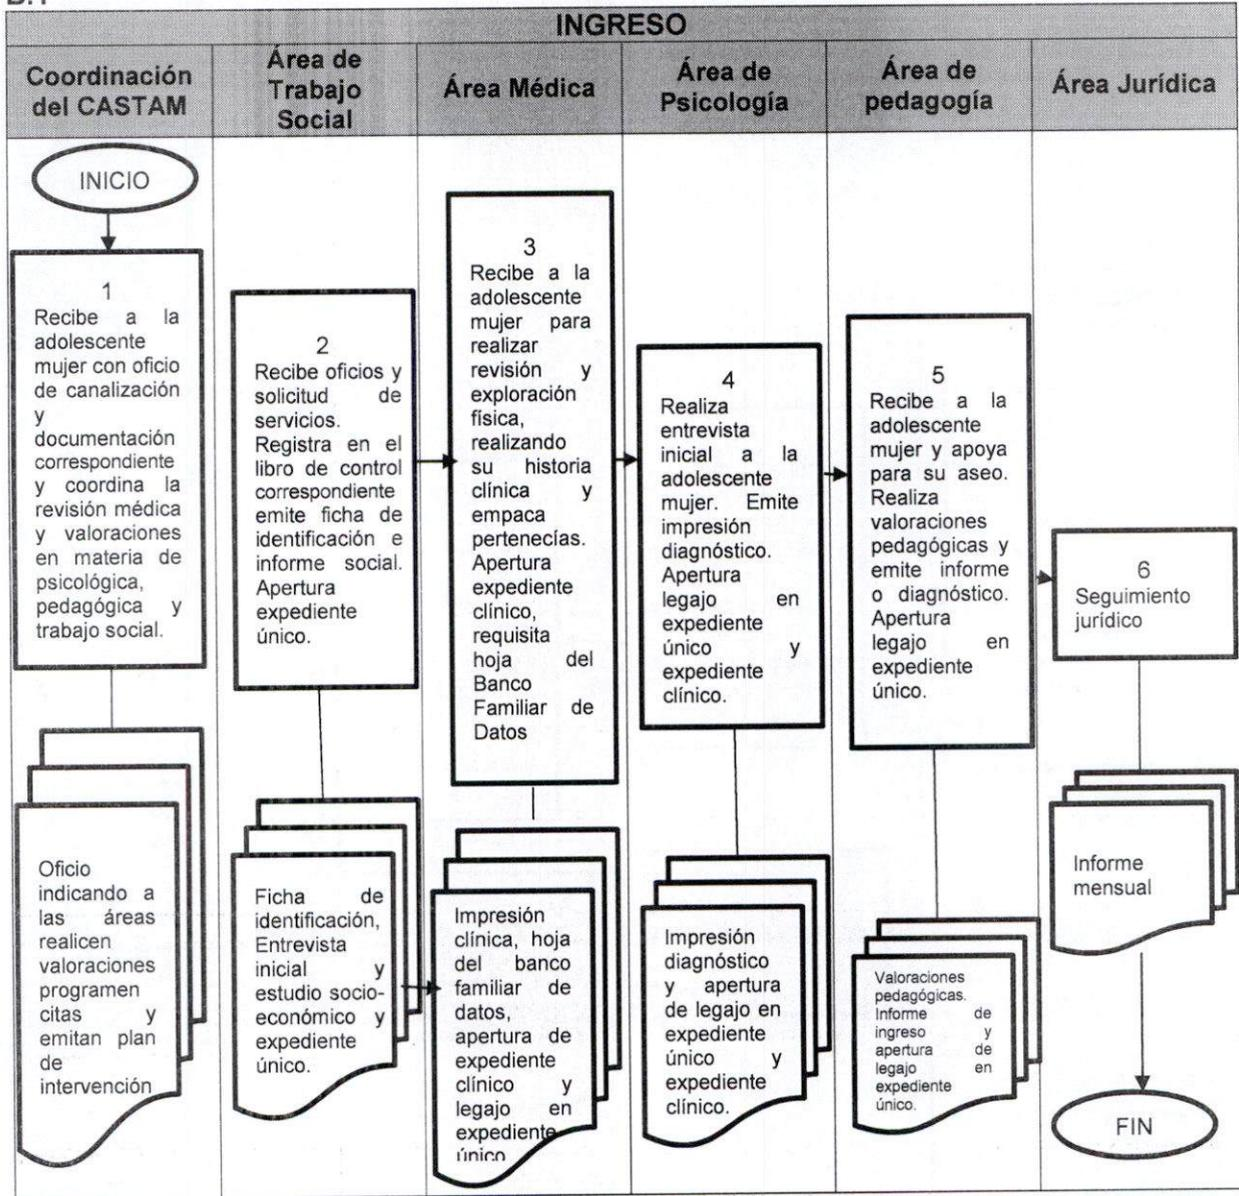 INGRESO
Coordinación
del CASTAM
Área de
Trabajo
Social
Área Médica
Área de
Psicología
Área de
pedagogía
Área Jurídica
INICIO
1
Recibe a la
adolescente
mujer con oficio
de canalización
y
documentación
correspondiente
y coordina la
revisión médica
y valoraciones
en materia de
psicológica,
pedagógica y
trabajo social.
2
Recibe oficios y
solicitud de
servicios.
Registra en el
libro de control
correspondiente
emite ficha de
identificación e
informe social.
Apertura
expediente
único.
3
Recibe a la
adolescente
mujer para
realizar
revisión y
exploración
física,
realizando
su historia
clínica y
empaca
pertenecías.
Apertura
expediente
clínico,
requisita
hoja del
Banco
Familiar de
Datos
4
Realiza
entrevista
inicial a la
adolescente
mujer. Emite
impresión
diagnóstico.
Apertura
legajo en
expediente
único y
expediente
clínico.
5
Recibe a la
adolescente
mujer y apoya
para su aseo.
Realiza
valoraciones
pedagógicas y
emite informe
o diagnóstico.
Apertura
legajo en
expediente
único.
6
Seguimiento
jurídico
Oficio
indicando a
las áreas
realicen
valoraciones
programen
citas y
emitan plan
de
intervención
Ficha de
identificación,
Entrevista
inicial y
estudio socio-
económico y
expediente
único.
Impresión
clínica, hoja
del banco
familiar de
datos,
apertura de
expediente
clínico y
legajo en
expediente
único
Impresión
diagnóstico
y apertura
de legajo en
expediente
único y
expediente
clínico.
Valoraciones
pedagógicas.
Informe de
ingreso y
apertura de
legajo en
expediente
único.
Informe
mensual
FIN